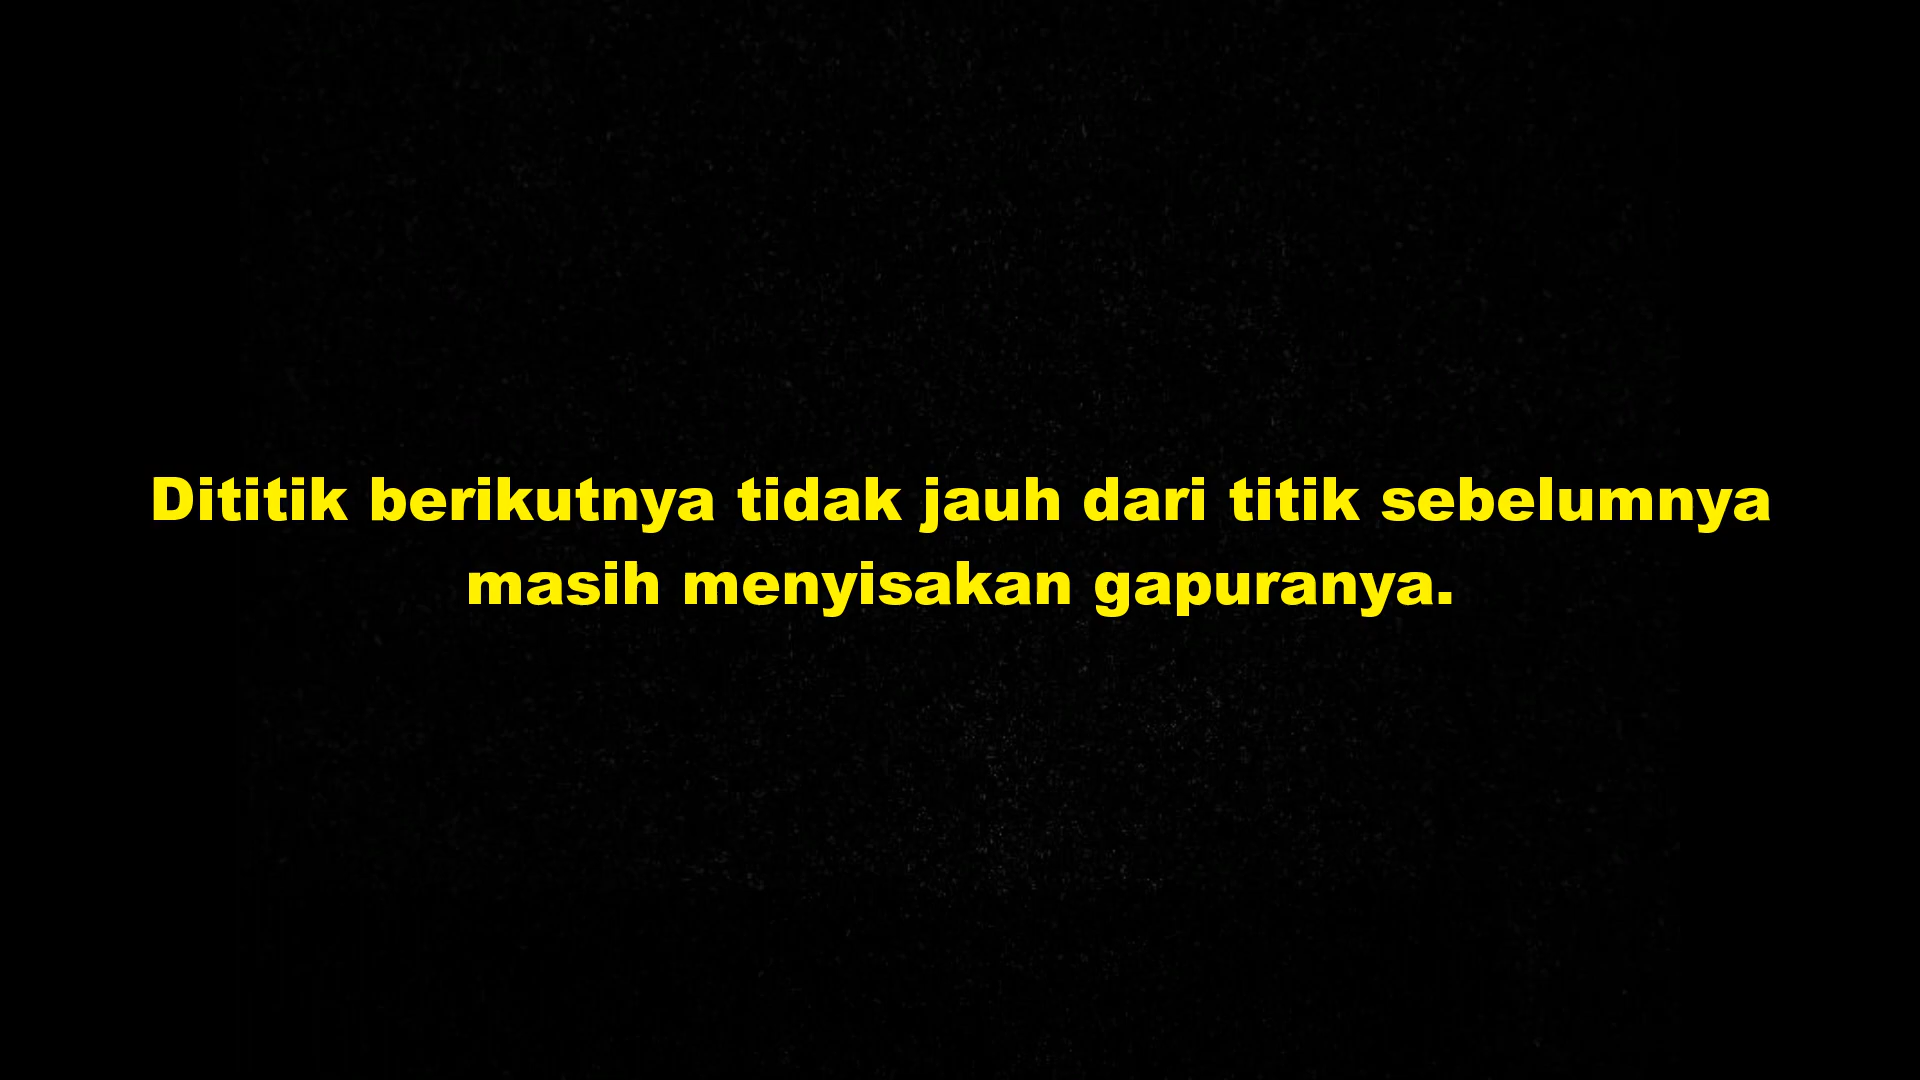 Dititik berikutnya tidak jauh dari titik sebelumnya
masih menyisakan gapuranya.